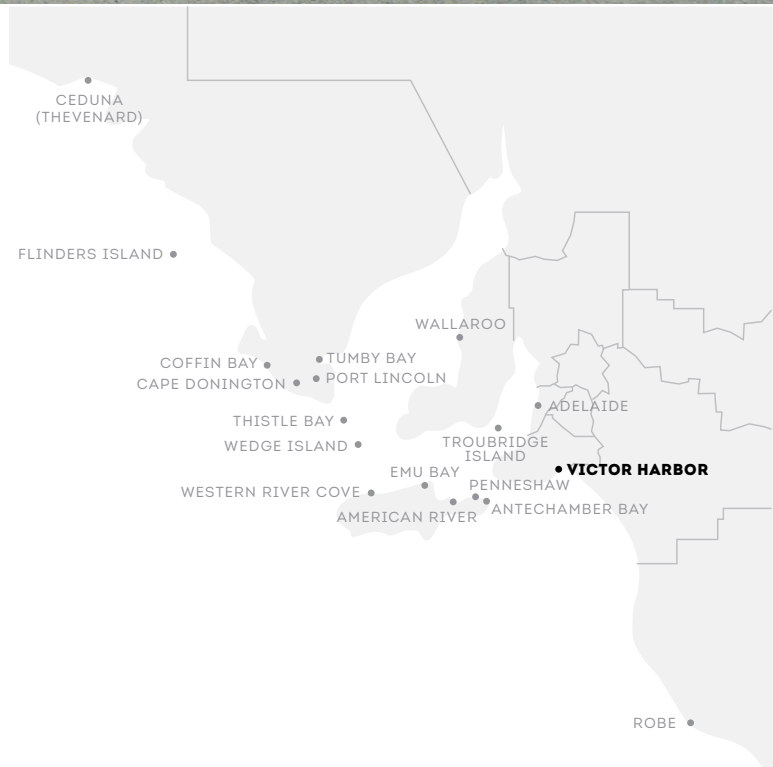 CEDUNA
(THEVENARD)
FLINDERS ISLAND
WALLAROO
TUMBY BAY
COFFIN BAY
PORT LINCOLN
CAPE DONINGTON
ADELAIDE
THISTLE BAY
TROUBRIDGE
ISLAND
WEDGE ISLAND
VICTOR HARBOR
EMU BAY
PENNESHAW
WESTERN RIVER COVE
ANTECHAMBER BAY
AMERICAN RIVER
ROBE